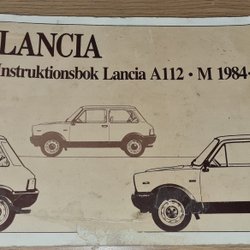 LANCIA
Instruktionsbok Lancia A112 • M 1984-